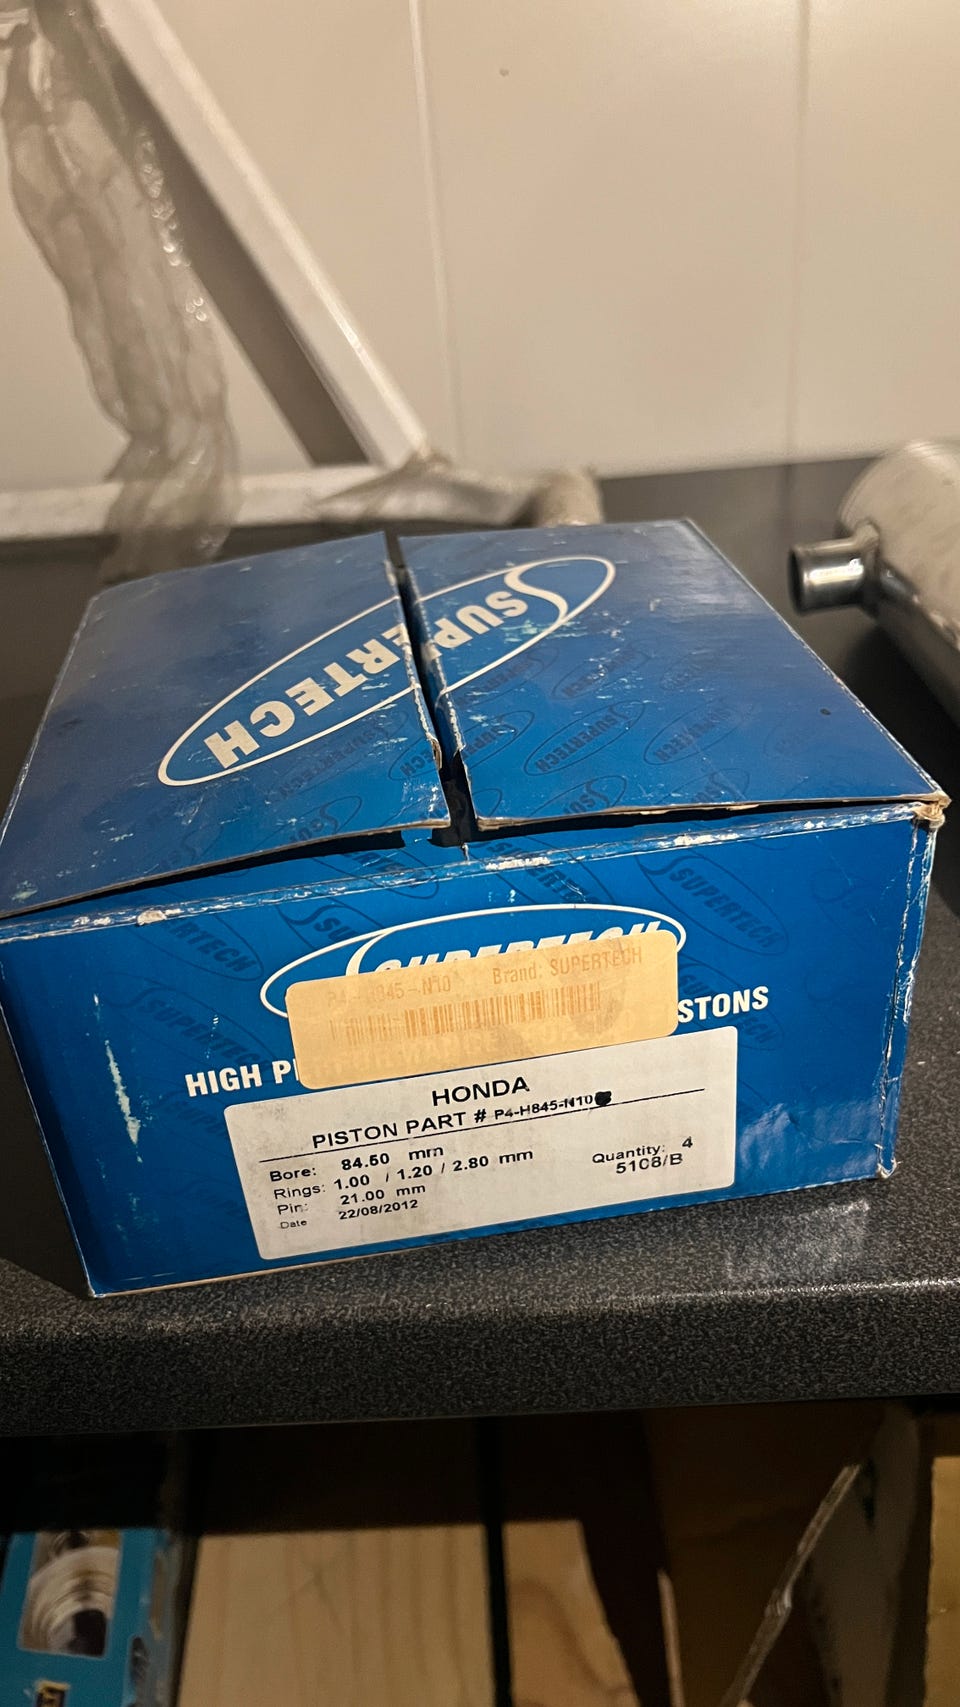 SUPERTECH
SUPERTECH
P4-H845-N10 Brand: SUPERTECH
HIGH P STONS
HONDA
PISTON PART # P4-H845-N10
Bore: 84.50 mm
Rings: 1.00 / 1.20 / 2.80 mm
Quantity: 4
Pin: 21.00 mm
5108/B
Date 22/08/2012